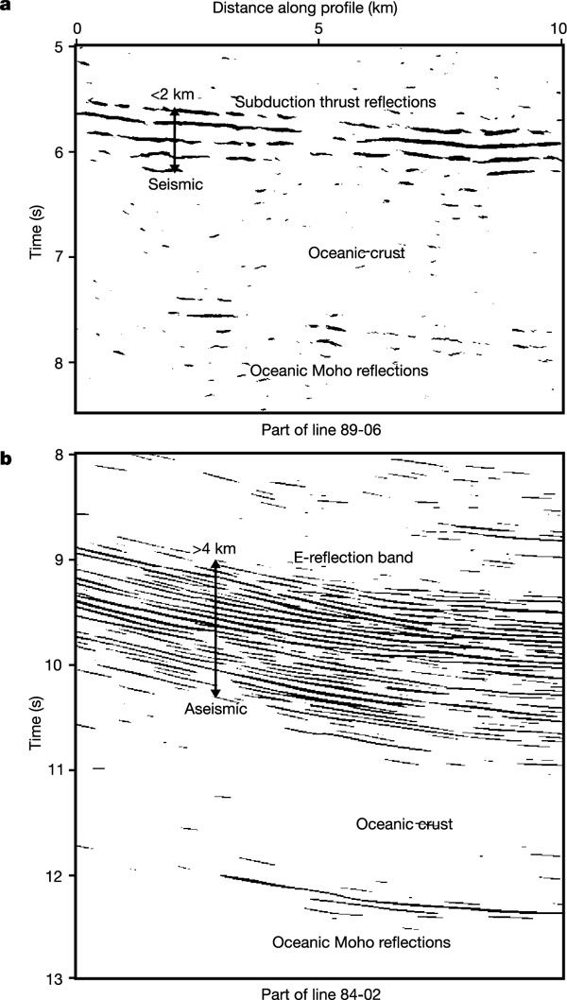 a
Distance along profile (km)
0 5 10
5
<2 km
Subduction thrust reflections
6
Seismic
Time (s)
Oceanic crust
7
8
Oceanic Moho reflections
Part of line 89-06
b
8
>4 km
9
E-reflection band
10
Aseismic
Time (s)
11
Oceanic crust
12
Oceanic Moho reflections
13
Part of line 84-02